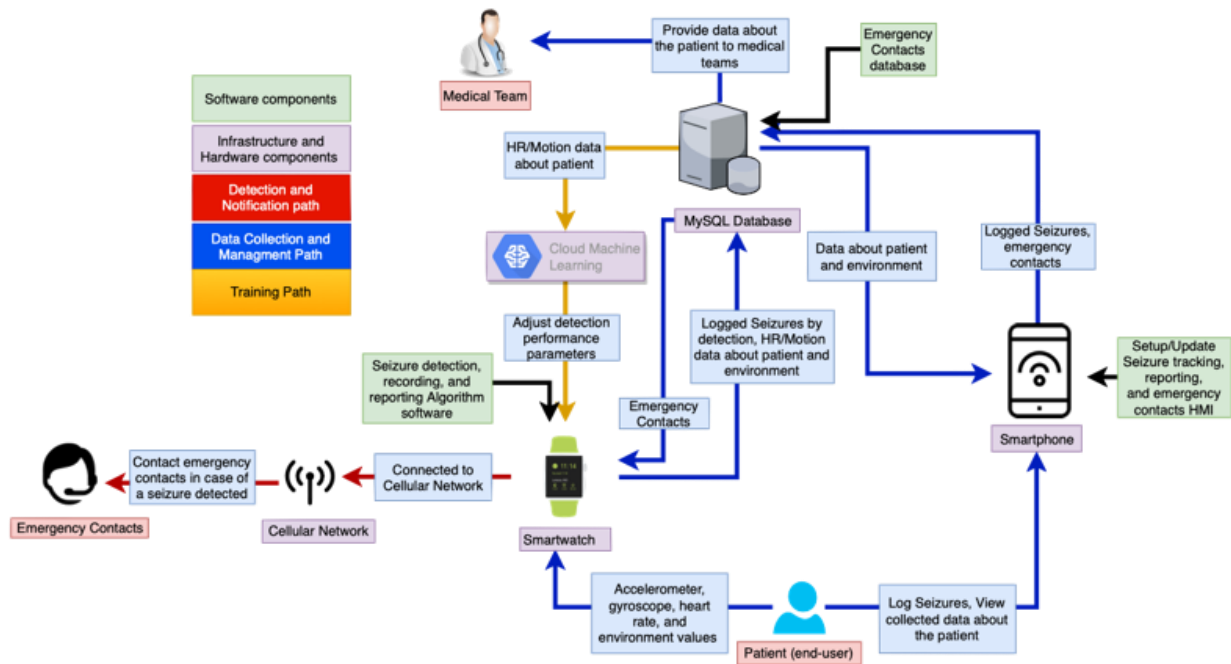 Provide data about
the patient to medical
teams
Emergency
Contacts
database
Medical Team
Software components
Infrastructure and
Hardware components
Detection and
Notification path
Data Collection and
Managment Path
Training Path
HR/Motion data
about patient
MySQL Database
Cloud Machine
Learning
Data about patient
and environment
Logged Seizures,
emergency
contacts
Adjust detection
performance
parameters
Logged Seizures by
detection, HR/Motion
data about patient and
environment
Seizure detection,
recording, and
reporting Algorithm
software
Setup/Update
Seizure tracking,
reporting,
and emergency
contacts HMI
Emergency
Contacts
Smartphone
Contact emergency
contacts in case of
a seizure detected
Connected to
Cellular Network
Emergency Contacts
Cellular Network
Smartwatch
Accelerometer,
gyroscope, heart
rate, and
environment values
Log Seizures, View
collected data about
the patient
Patient (end-user)